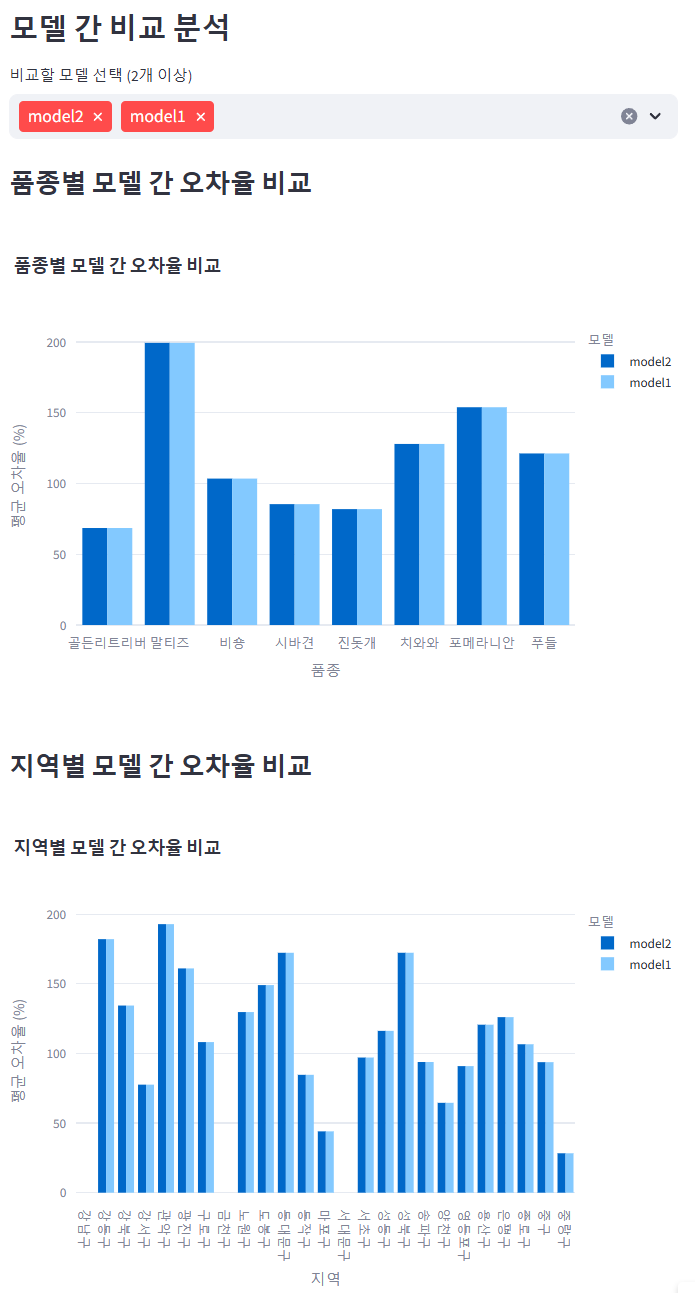 모델 간 비교 분석
비교할 모델 선택 (2개 이상)
model2 × model1 ×
품종별 모델 간 오차율 비교
품종별 모델 간 오차율 비교
모델
model2
model1
평균 오차율 (%)
200
150
100
50
0
골든리트리버 말티즈 비숑 시바견 진돗개 치와와 포메라니안 푸들
품종
지역별 모델 간 오차율 비교
지역별 모델 간 오차율 비교
모델
model2
model1
평균 오차율 (%)
200
150
100
50
0
강남구 강동구 강북구 강서구 관악구 광진구 구로구 금천구 노원구 도봉구 동대문구 동작구 마포구 서대문구 서초구 성동구 성북구 송파구 양천구 영등포구 용산구 은평구 종로구 중구 중랑구
지역